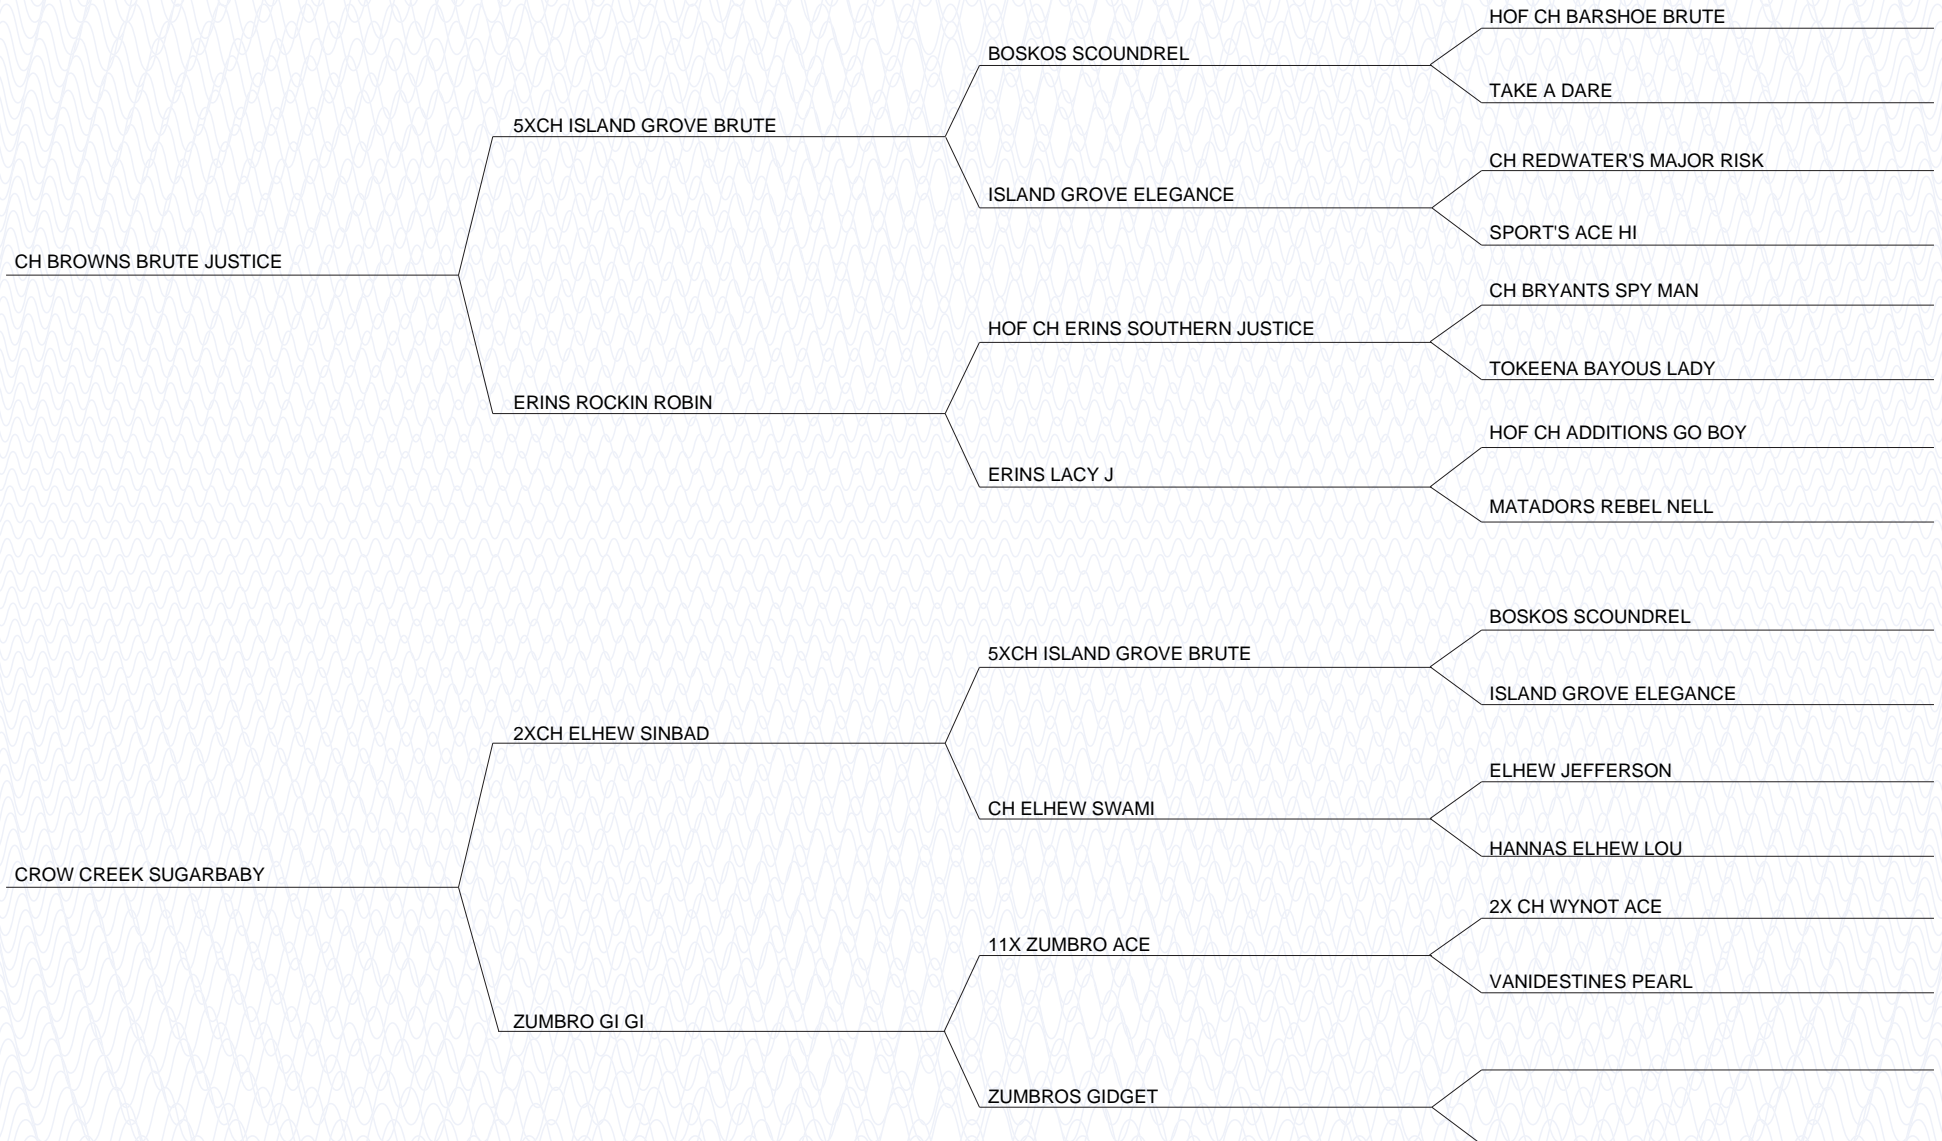 HOF CH BARSHOE BRUTE
BOSKOS SCOUNDREL
TAKE A DARE
5XCH ISLAND GROVE BRUTE
CH REDWATER'S MAJOR RISK
ISLAND GROVE ELEGANCE
SPORT'S ACE HI
CH BROWNS BRUTE JUSTICE
CH BRYANTS SPY MAN
HOF CH ERINS SOUTHERN JUSTICE
TOKEENA BAYOUS LADY
ERINS ROCKIN ROBIN
HOF CH ADDITIONS GO BOY
ERINS LACY J
MATADORS REBEL NELL
BOSKOS SCOUNDREL
5XCH ISLAND GROVE BRUTE
ISLAND GROVE ELEGANCE
2XCH ELHEW SINBAD
ELHEW JEFFERSON
CH ELHEW SWAMI
HANNAS ELHEW LOU
CROW CREEK SUGARBABY
2X CH WYNOT ACE
11X ZUMBRO ACE
VANIDESTINES PEARL
ZUMBRO GI GI
ZUMBROS GIDGET